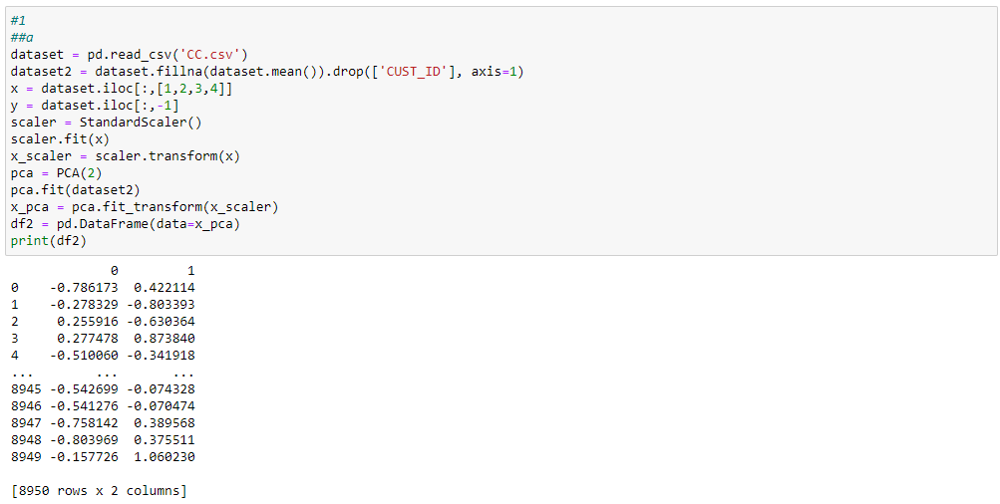 #1
##a
dataset = pd.read_csv('CC.csv')
dataset2 = dataset.fillna(dataset.mean()).drop(['CUST_ID'], axis=1)
x = dataset.iloc[:,[1,2,3,4]]
y = dataset.iloc[:,-1]
scaler = StandardScaler()
scaler.fit(x)
x_scaler = scaler.transform(x)
pca = PCA(2)
pca.fit(dataset2)
x_pca = pca.fit_transform(x_scaler)
df2 = pd.DataFrame(data=x_pca)
print(df2)
0 1
0 -0.786173 0.422114
1 -0.278329 -0.803393
2 0.255916 -0.630364
3 0.277478 0.873840
4 -0.510060 -0.341918
... ... ...
8945 -0.542699 -0.074328
8946 -0.541276 -0.070474
8947 -0.758142 0.389568
8948 -0.803969 0.375511
8949 -0.157726 1.060230
[8950 rows x 2 columns]